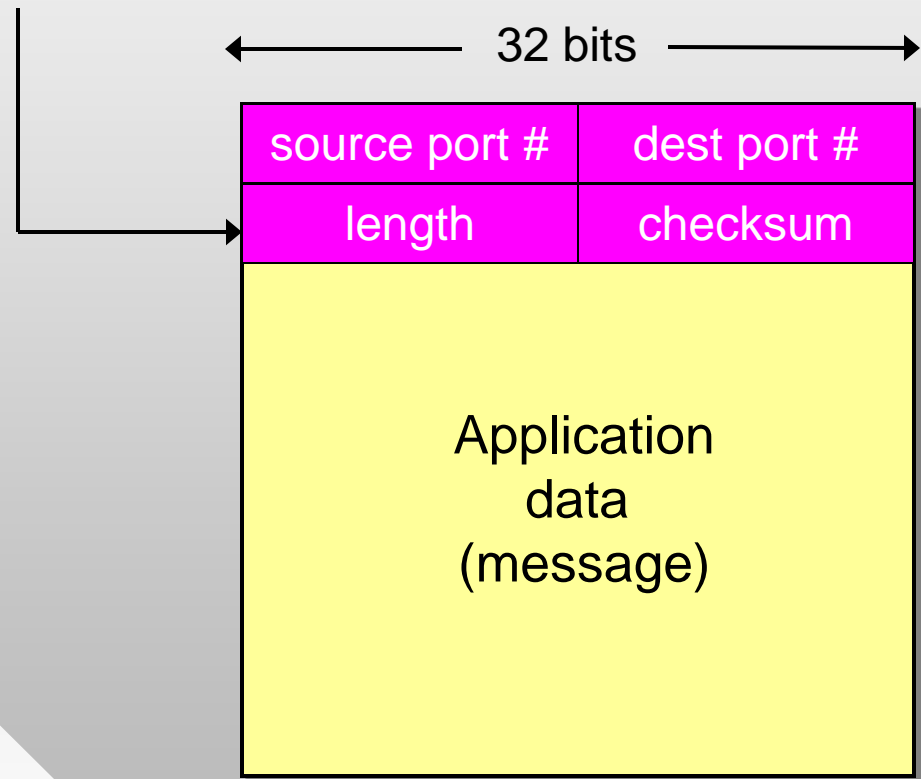 32 bits
source port # dest port #
length checksum
Application
data
(message)